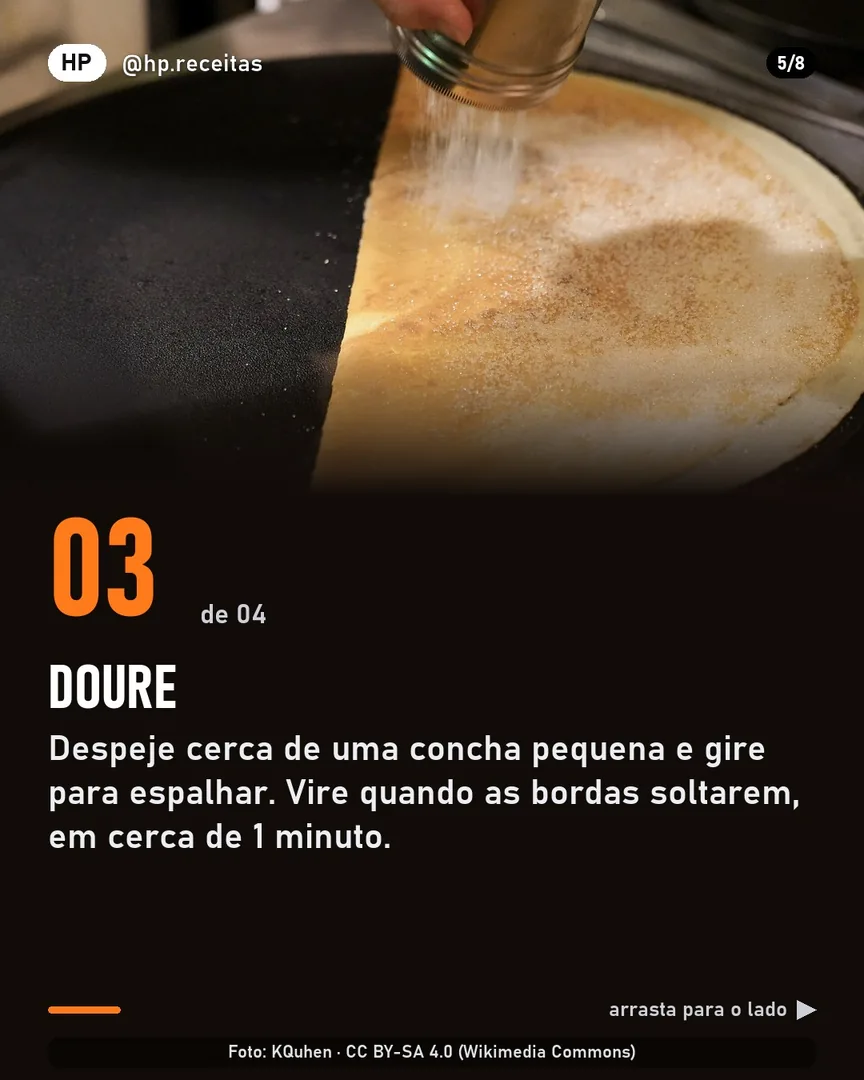 HP @hp.receitas 5/8
03 de 04
DOURE
Despeje cerca de uma concha pequena e gire
para espalhar. Vire quando as bordas soltarem,
em cerca de 1 minuto.
arrasta para o lado ▶
Foto: KQuhen · CC BY-SA 4.0 (Wikimedia Commons)